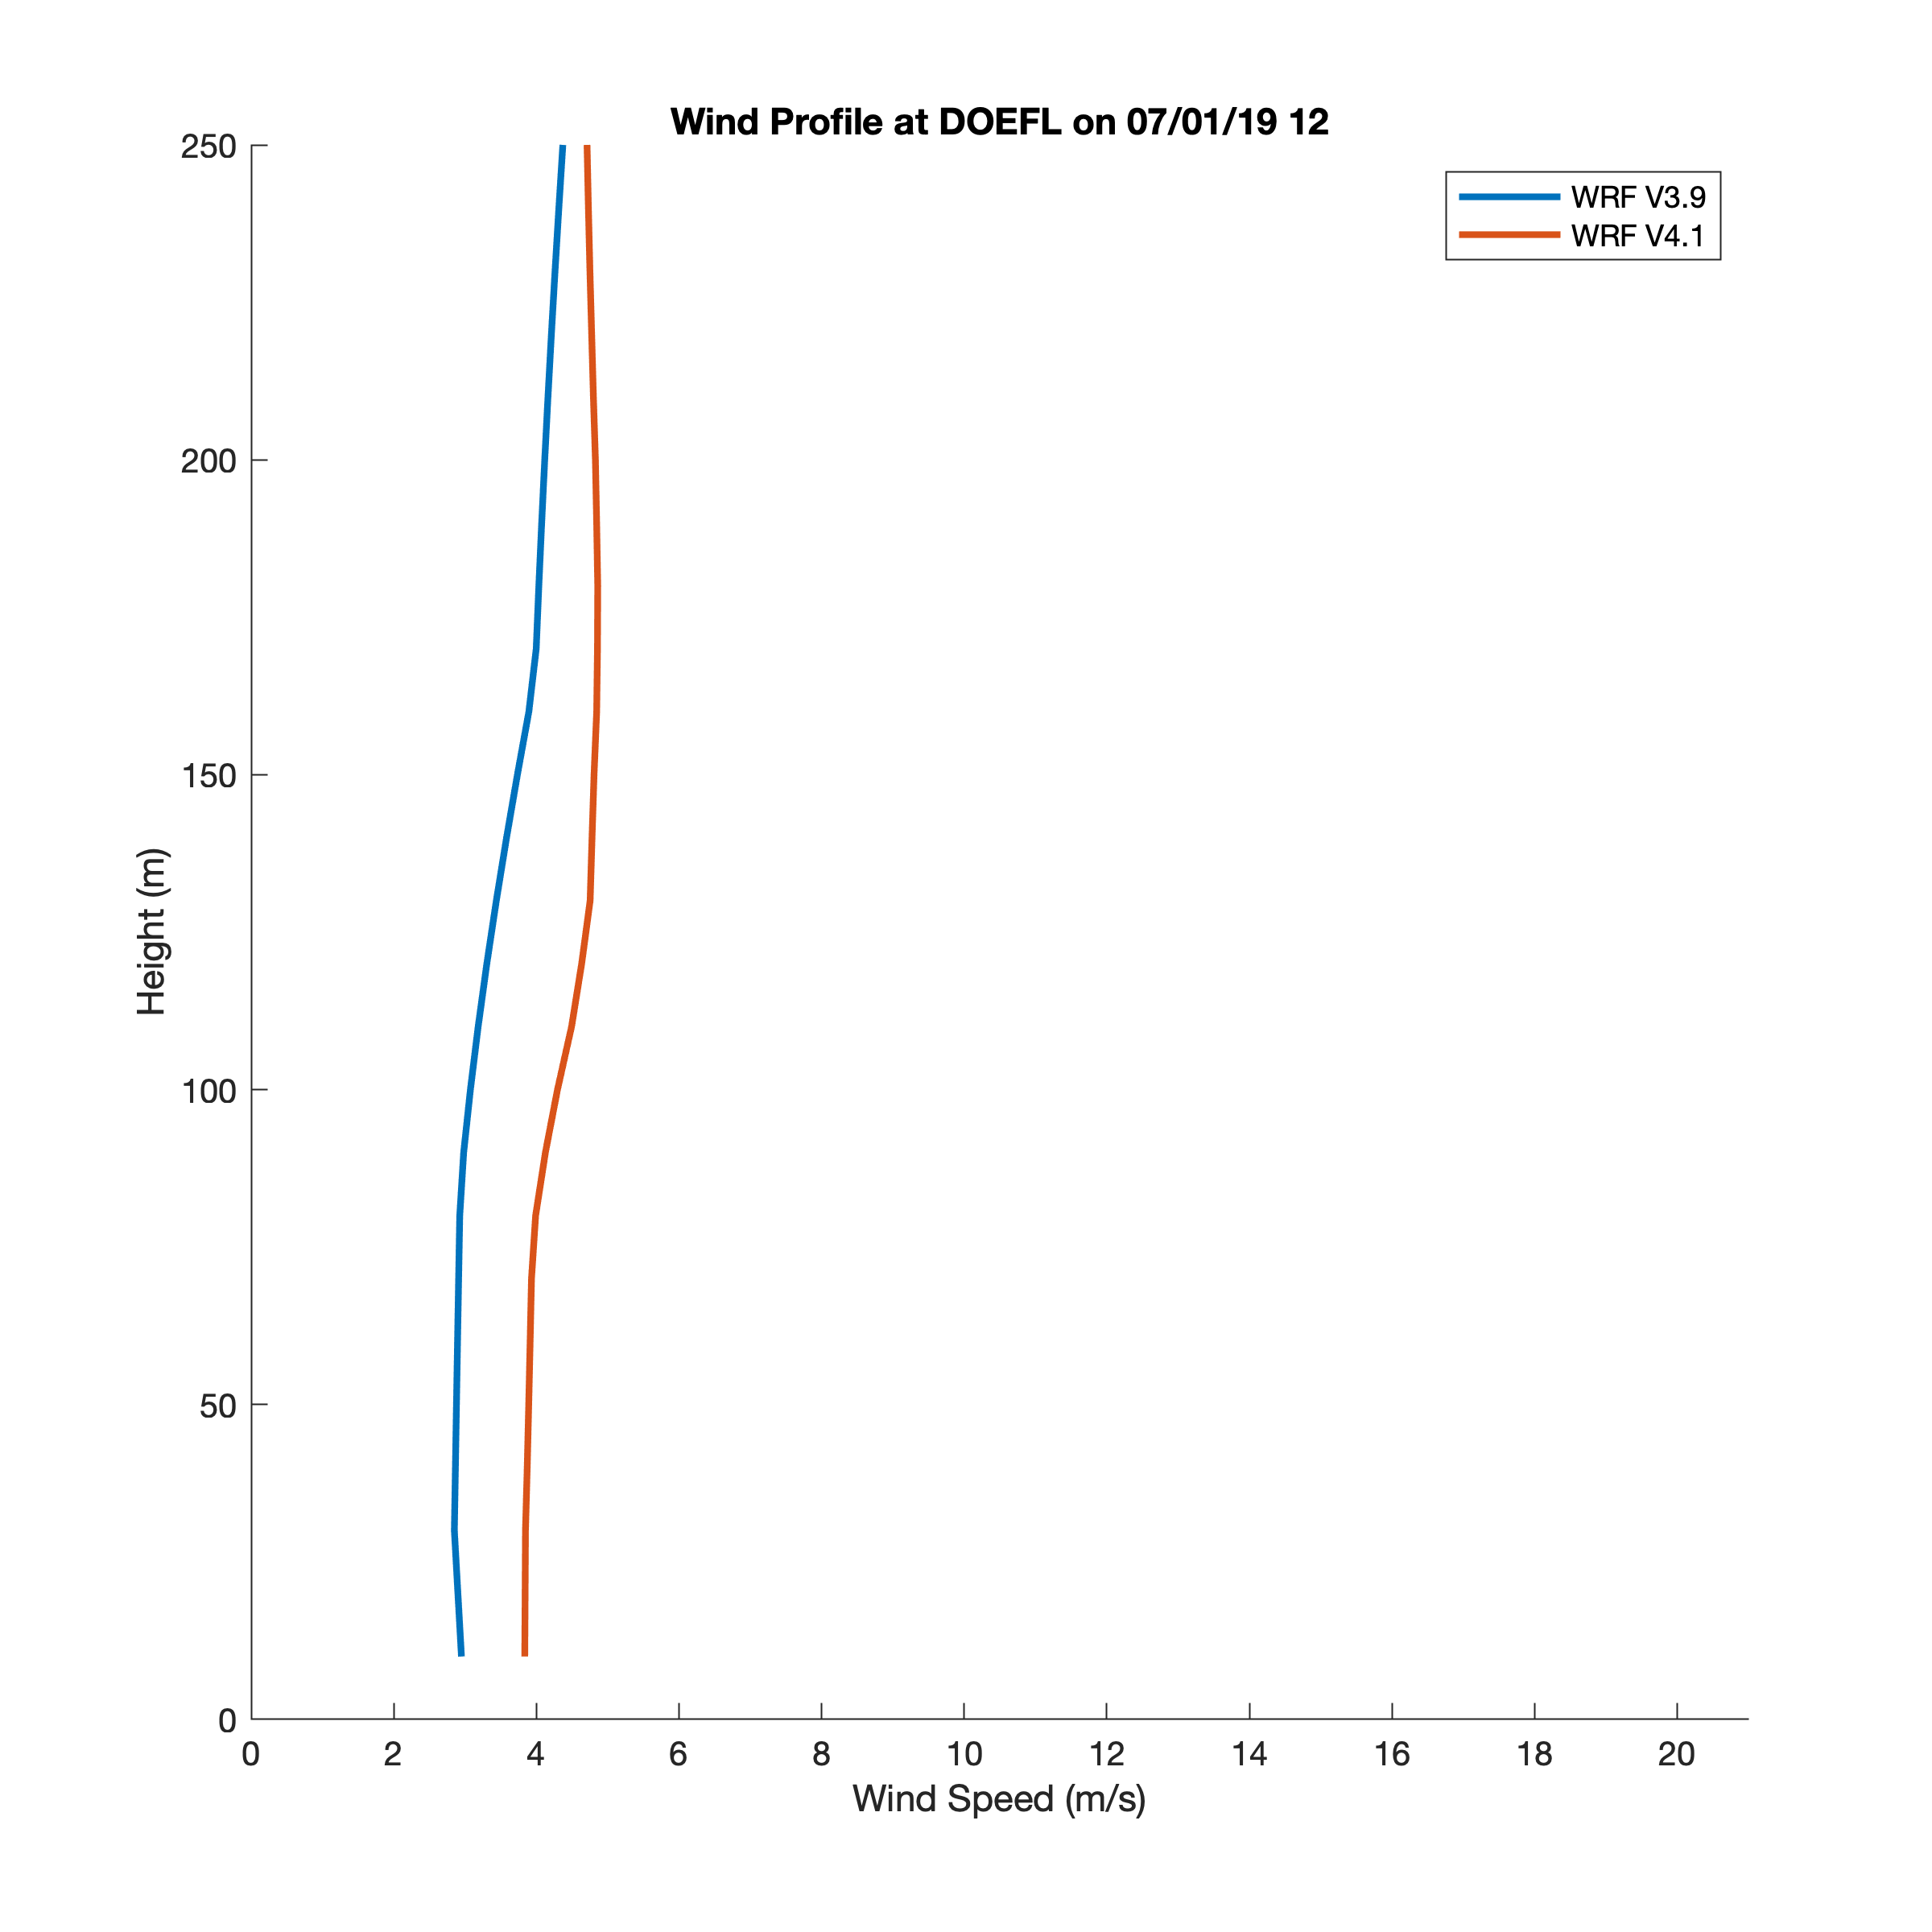 Wind Profile at DOEFL on 07/01/19 12
WRF V3.9
WRF V4.1
250
200
150
100
50
0
Height (m)
0 2 4 6 8 10 12 14 16 18 20
Wind Speed (m/s)